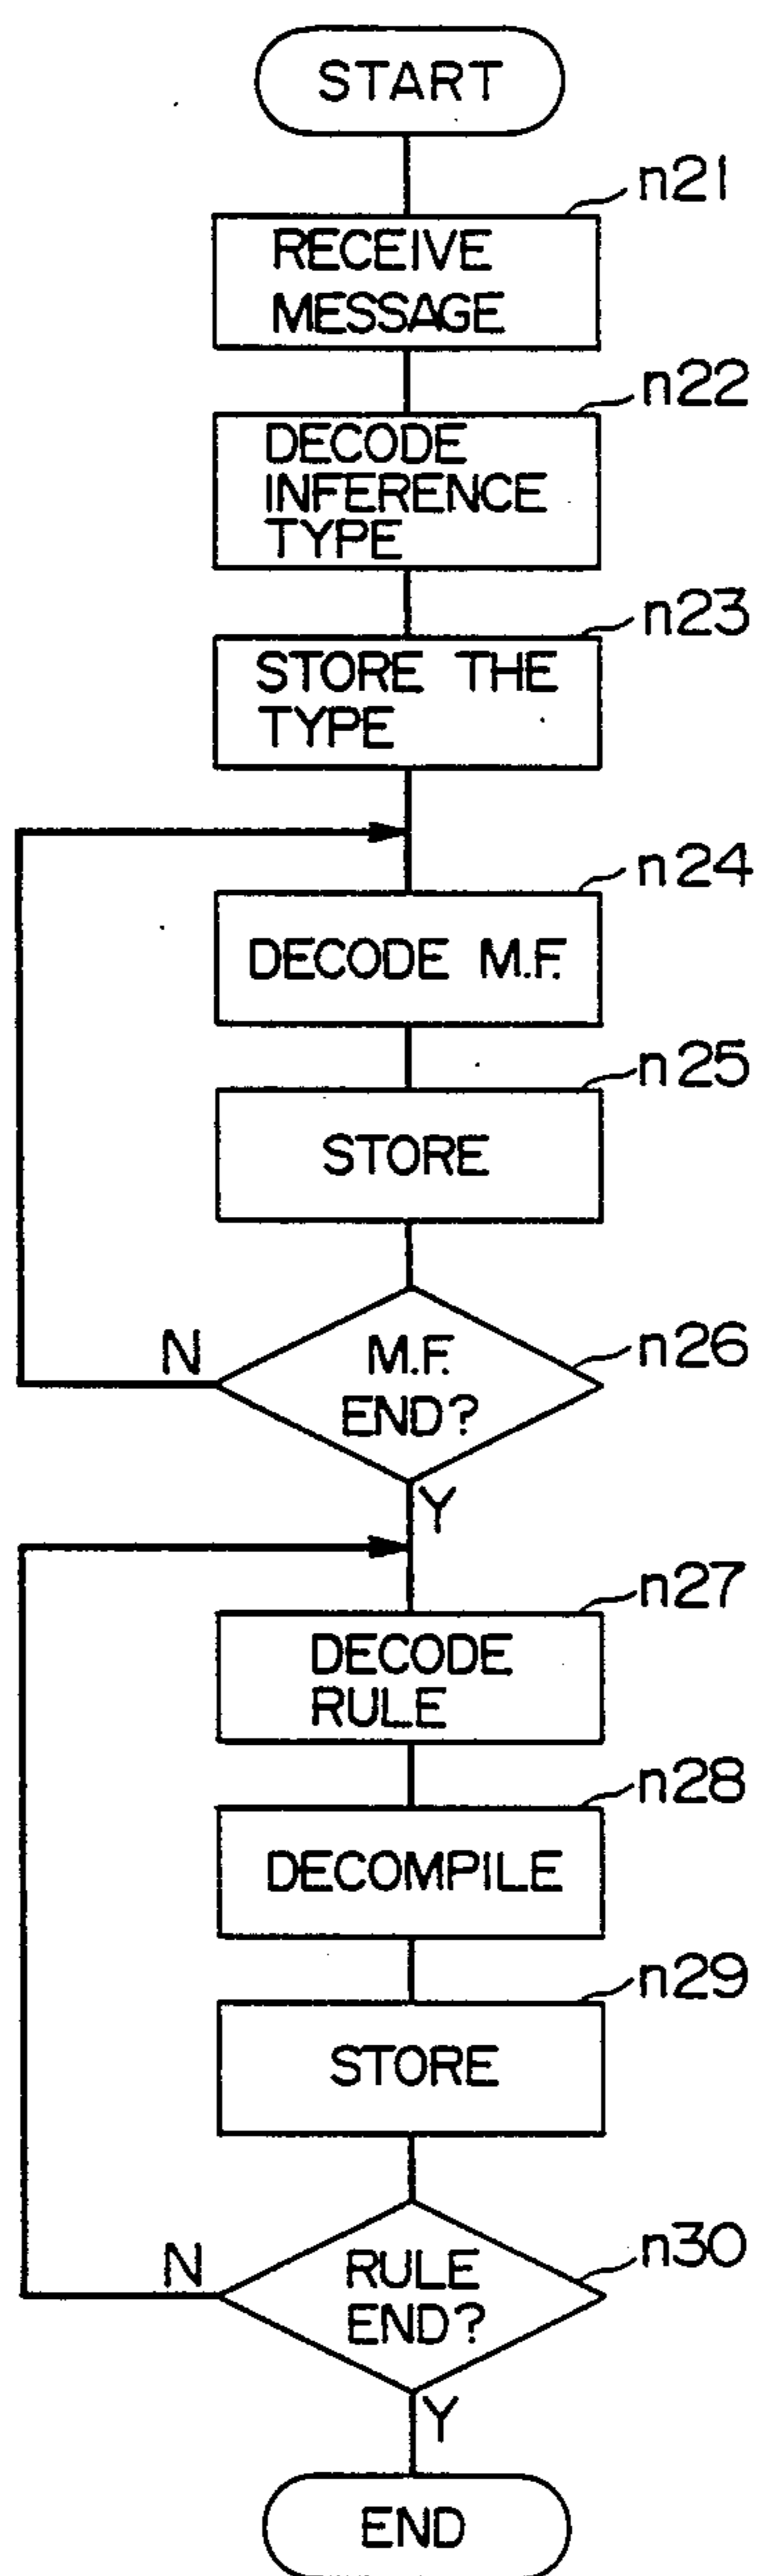 START
n21
RECEIVE
MESSAGE
n22
DECODE
INFERENCE
TYPE
n23
STORE THE
TYPE
n24
DECODE M.F.
n25
STORE
n26
N
M.F.
END?
Y
n27
DECODE
RULE
n28
DECOMPILE
n29
STORE
n30
N
RULE
END?
Y
END